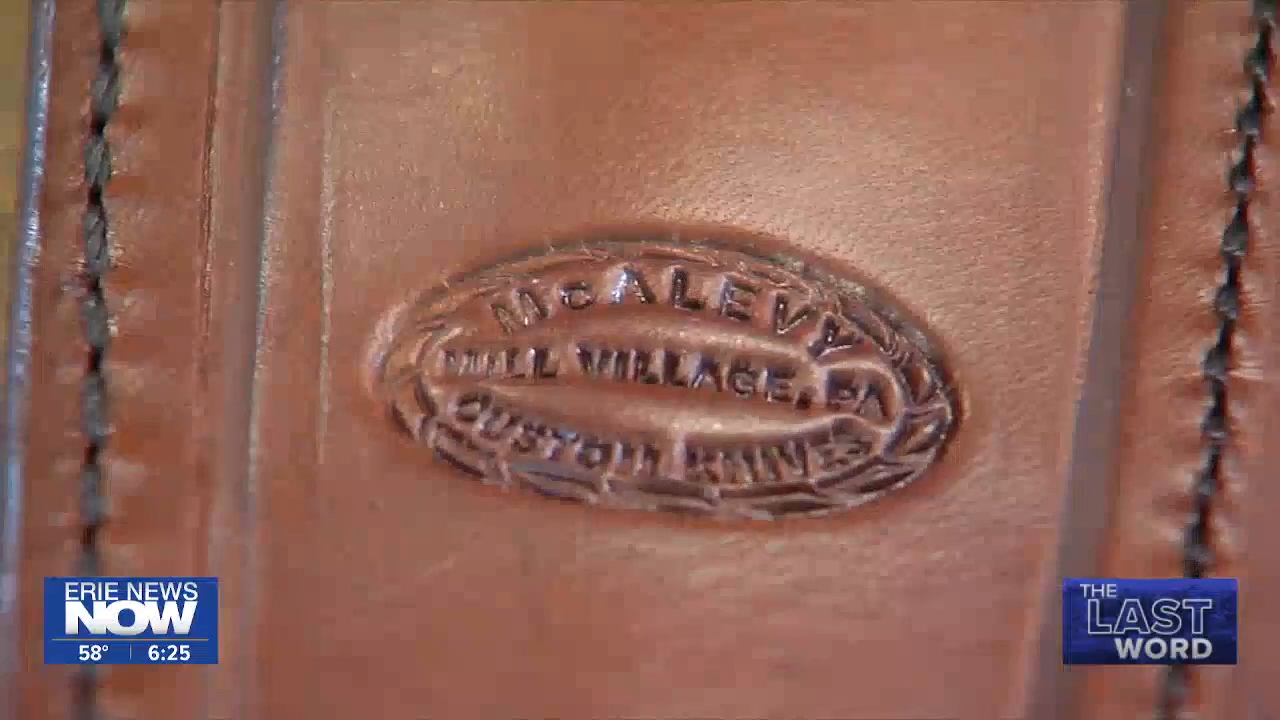 McALEVY
MILL VILLAGE, PA
CUSTOM KNIVES
ERIE NEWS
NOW
58° 6:25
THE
LAST
WORD